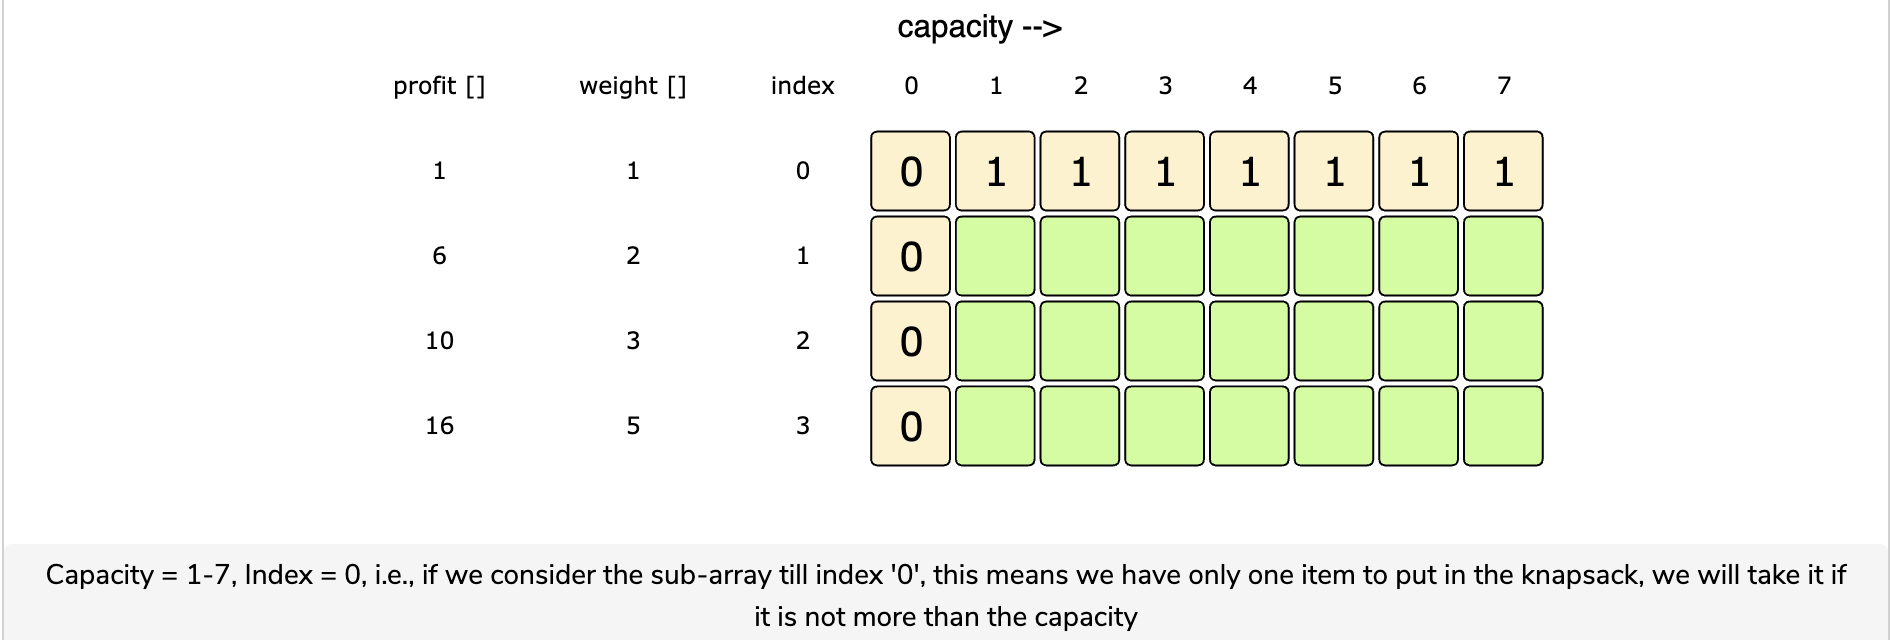 capacity -->
profit [] weight [] index 0 1 2 3 4 5 6 7
1 1 0 0 1 1 1 1 1 1 1
6 2 1 0
10 3 2 0
16 5 3 0
Capacity = 1-7, Index = 0, i.e., if we consider the sub-array till index '0', this means we have only one item to put in the knapsack, we will take it if
it is not more than the capacity